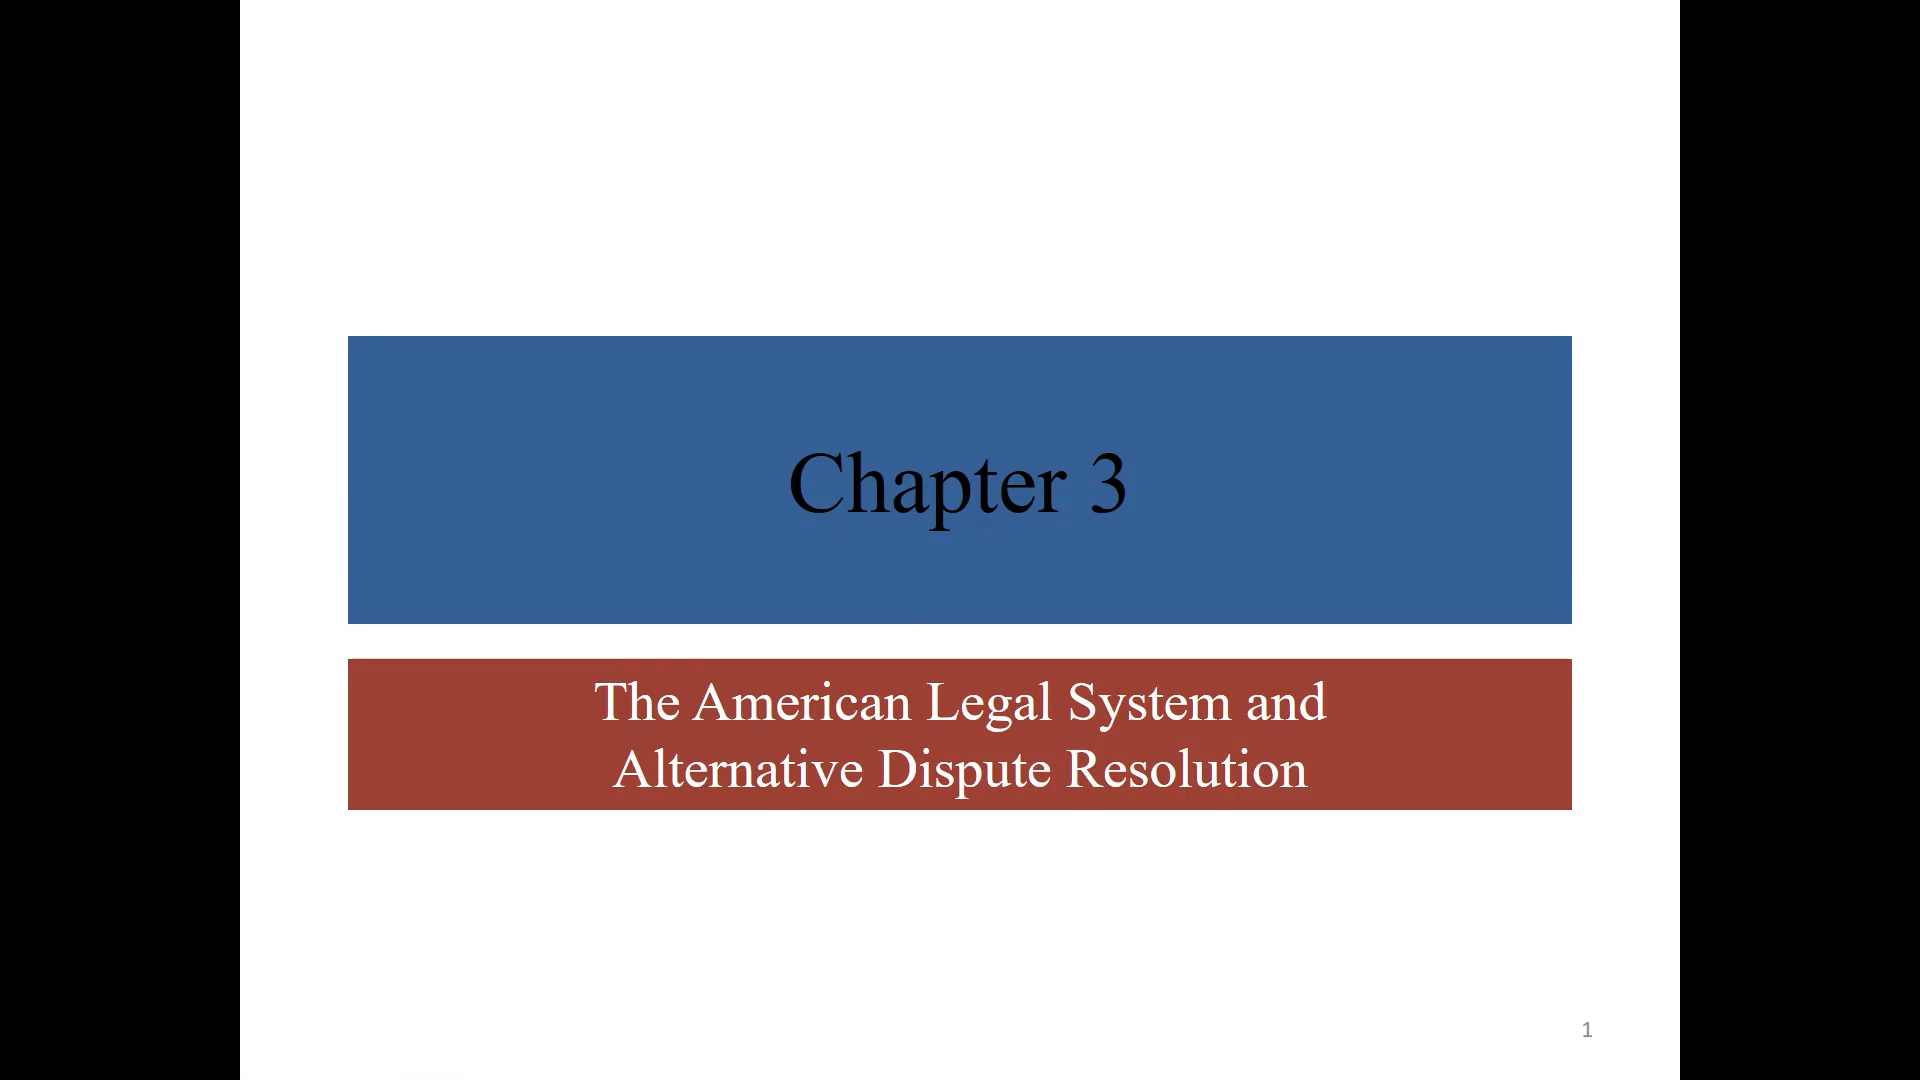 Chapter 3
The American Legal System and
Alternative Dispute Resolution
1